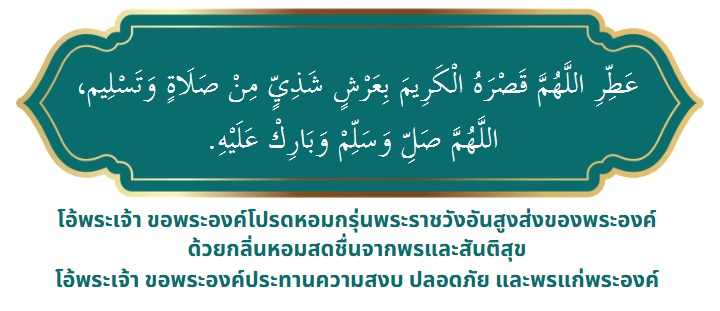 عَطِّرِ اللَّهُمَّ قَصْرَهُ الْكَرِيمَ بِعَرْشٍ شَذِيٍّ مِنْ صَلَاةٍ وَتَسْلِيم،
اللَّهُمَّ صَلِّ وَسَلِّمْ وَبَارِكْ عَلَيْهِ.
โอ้พระเจ้า ขอพระองค์โปรดหอมกรุ่นพระราชวังอันสูงส่งของพระองค์
ด้วยกลิ่นหอมสดชื่นจากพรและสันติสุข
โอ้พระเจ้า ขอพระองค์ประทานความสงบ ปลอดภัย และพรแก่พระองค์